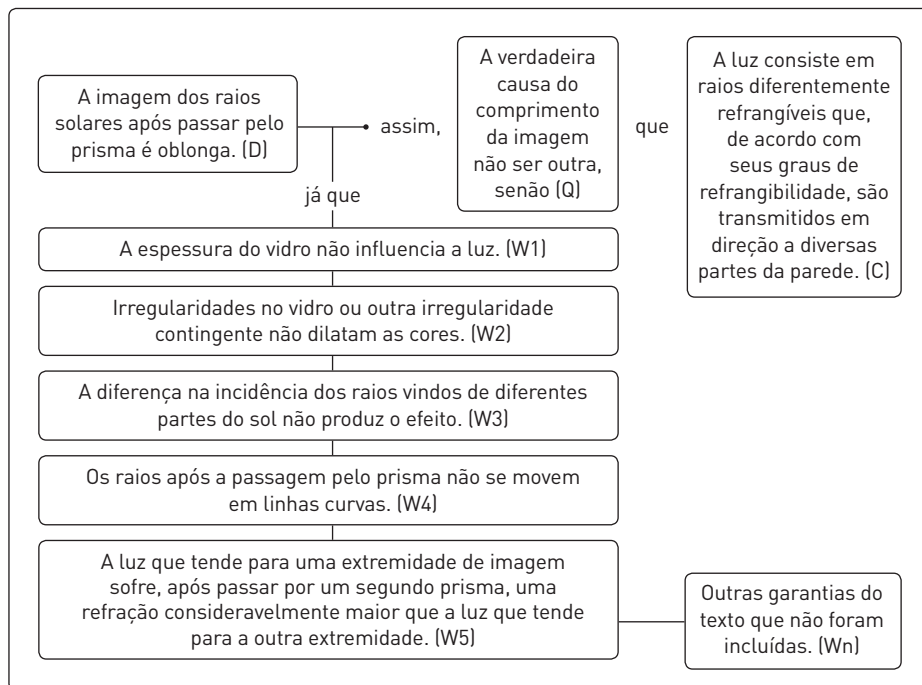 A imagem dos raios
solares após passar pelo
prisma é oblonga. (D)
assim,
A verdadeira
causa do
comprimento
da imagem
não ser outra,
senão (Q)
que
A luz consiste em
raios diferentemente
refrangíveis que,
de acordo com
seus graus de
refrangibilidade, são
transmitidos em
direção a diversas
partes da parede. (C)
já que
A espessura do vidro não influencia a luz. (W1)
Irregularidades no vidro ou outra irregularidade
contingente não dilatam as cores. (W2)
A diferença na incidência dos raios vindos de diferentes
partes do sol não produz o efeito. (W3)
Os raios após a passagem pelo prisma não se movem
em linhas curvas. (W4)
A luz que tende para uma extremidade de imagem
sofre, após passar por um segundo prisma, uma
refração consideravelmente maior que a luz que tende
para a outra extremidade. (W5)
Outras garantias do
texto que não foram
incluídas. (Wn)